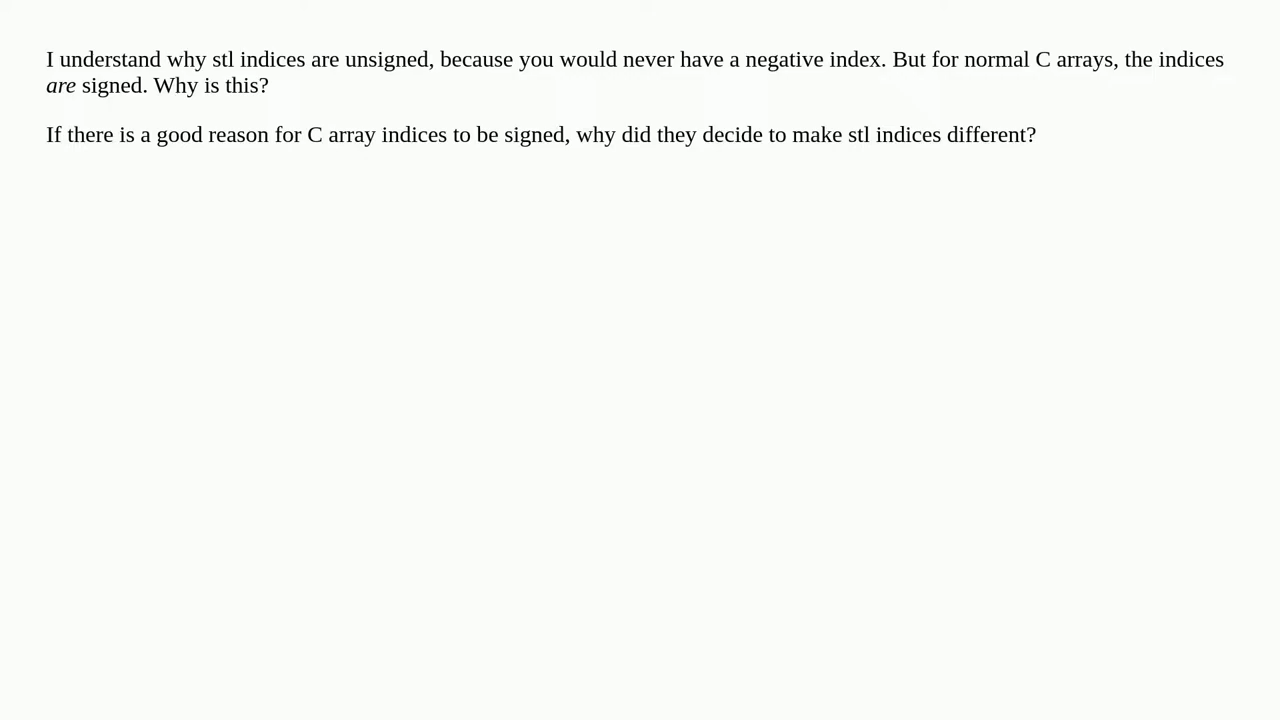 I understand why stl indices are unsigned, because you would never have a negative index. But for normal C arrays, the indices
are signed. Why is this?
If there is a good reason for C array indices to be signed, why did they decide to make stl indices different?